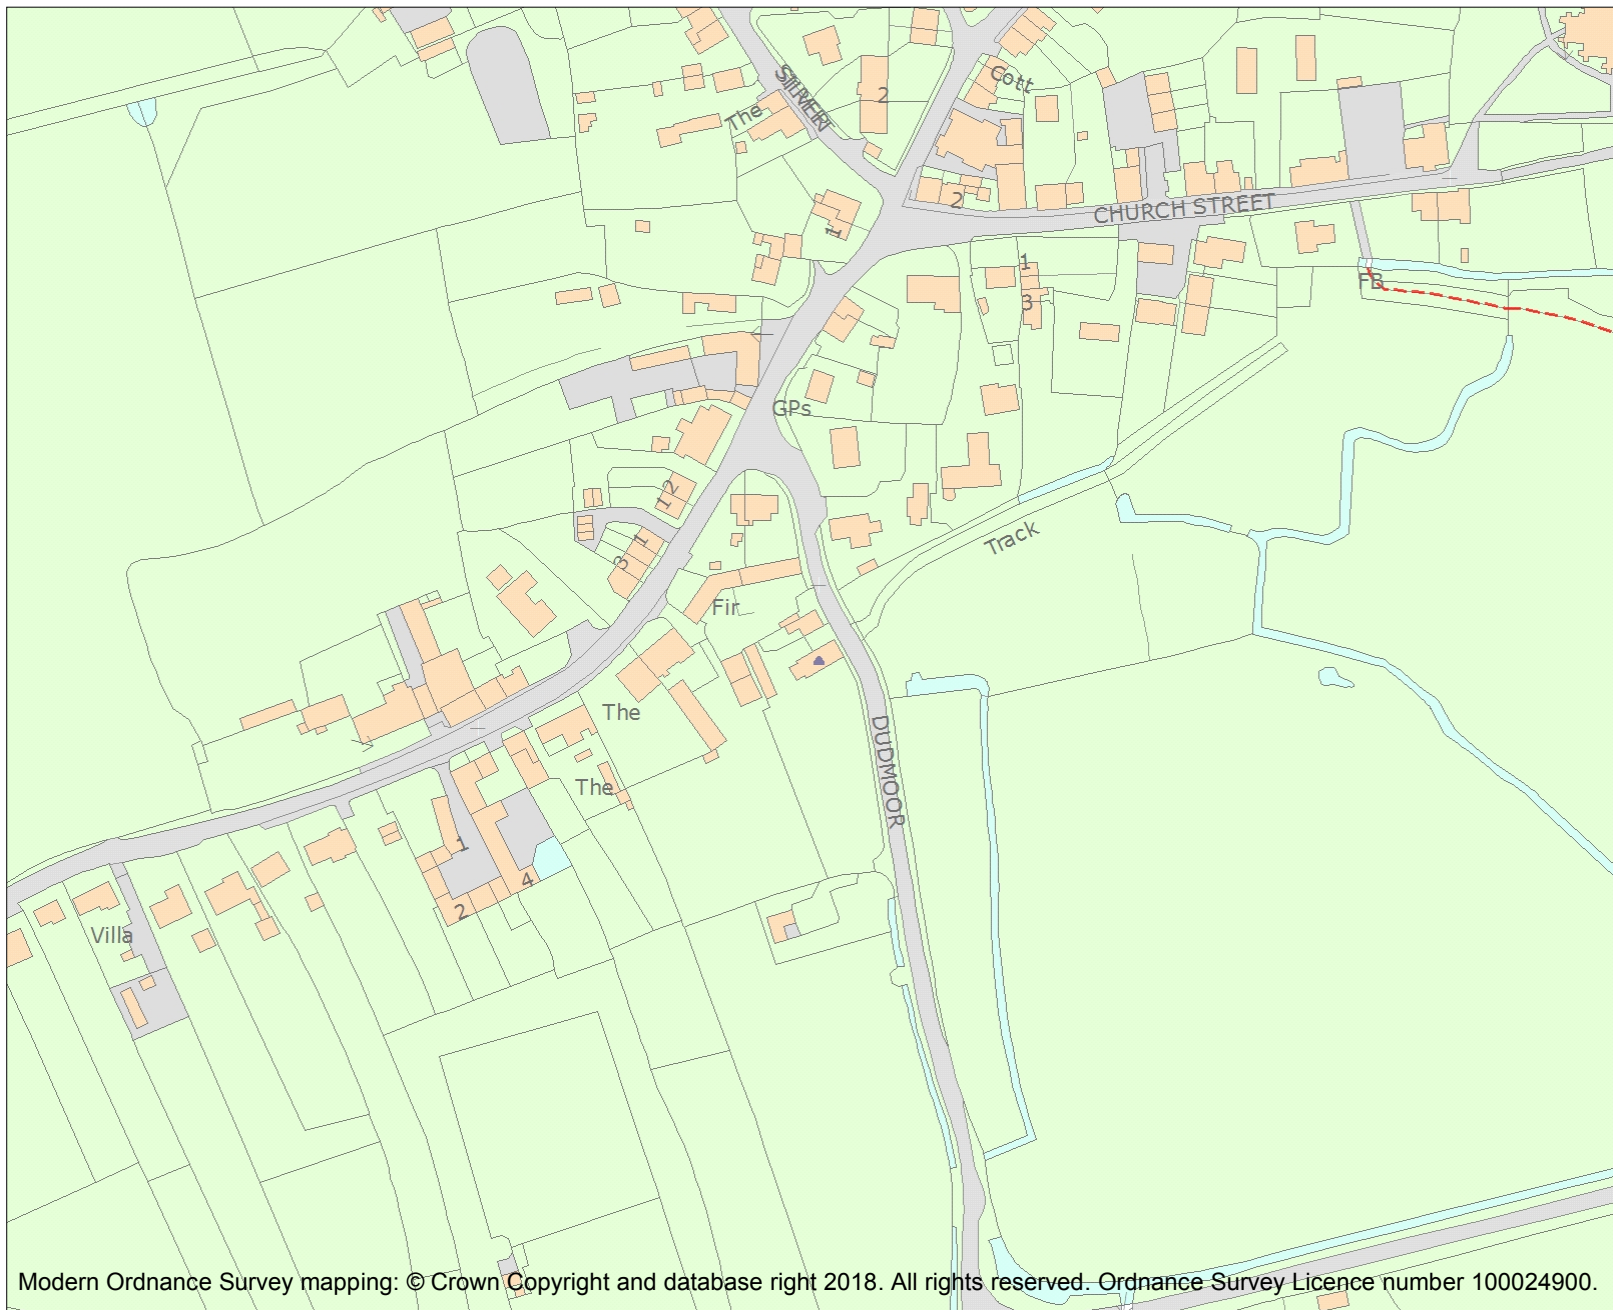 Cott
The
2
2
CHURCH STREET
1
1
3
FB
GPs
2
1
1
3
Track
Fir
The
The
DUDMOOR
1
4
2
Villa
Modern Ordnance Survey mapping: © Crown Copyright and database right 2018. All rights reserved. Ordnance Survey Licence number 100024900.